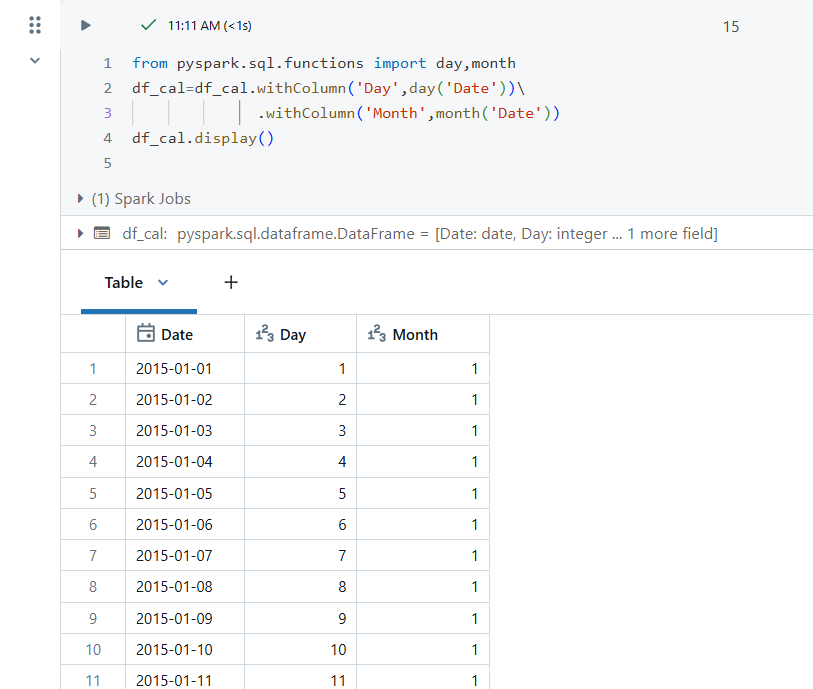 11:11 AM (<1s)
15
1 from pyspark.sql.functions import day,month
2 df_cal=df_cal.withColumn('Day',day('Date'))\
3 .withColumn('Month',month('Date'))
4 df_cal.display()
5
(1) Spark Jobs
df_cal: pyspark.sql.dataframe.DataFrame = [Date: date, Day: integer ... 1 more field]
Table +
Date 123 Day 123 Month
1 2015-01-01 1 1
2 2015-01-02 2 1
3 2015-01-03 3 1
4 2015-01-04 4 1
5 2015-01-05 5 1
6 2015-01-06 6 1
7 2015-01-07 7 1
8 2015-01-08 8 1
9 2015-01-09 9 1
10 2015-01-10 10 1
11 2015-01-11 11 1